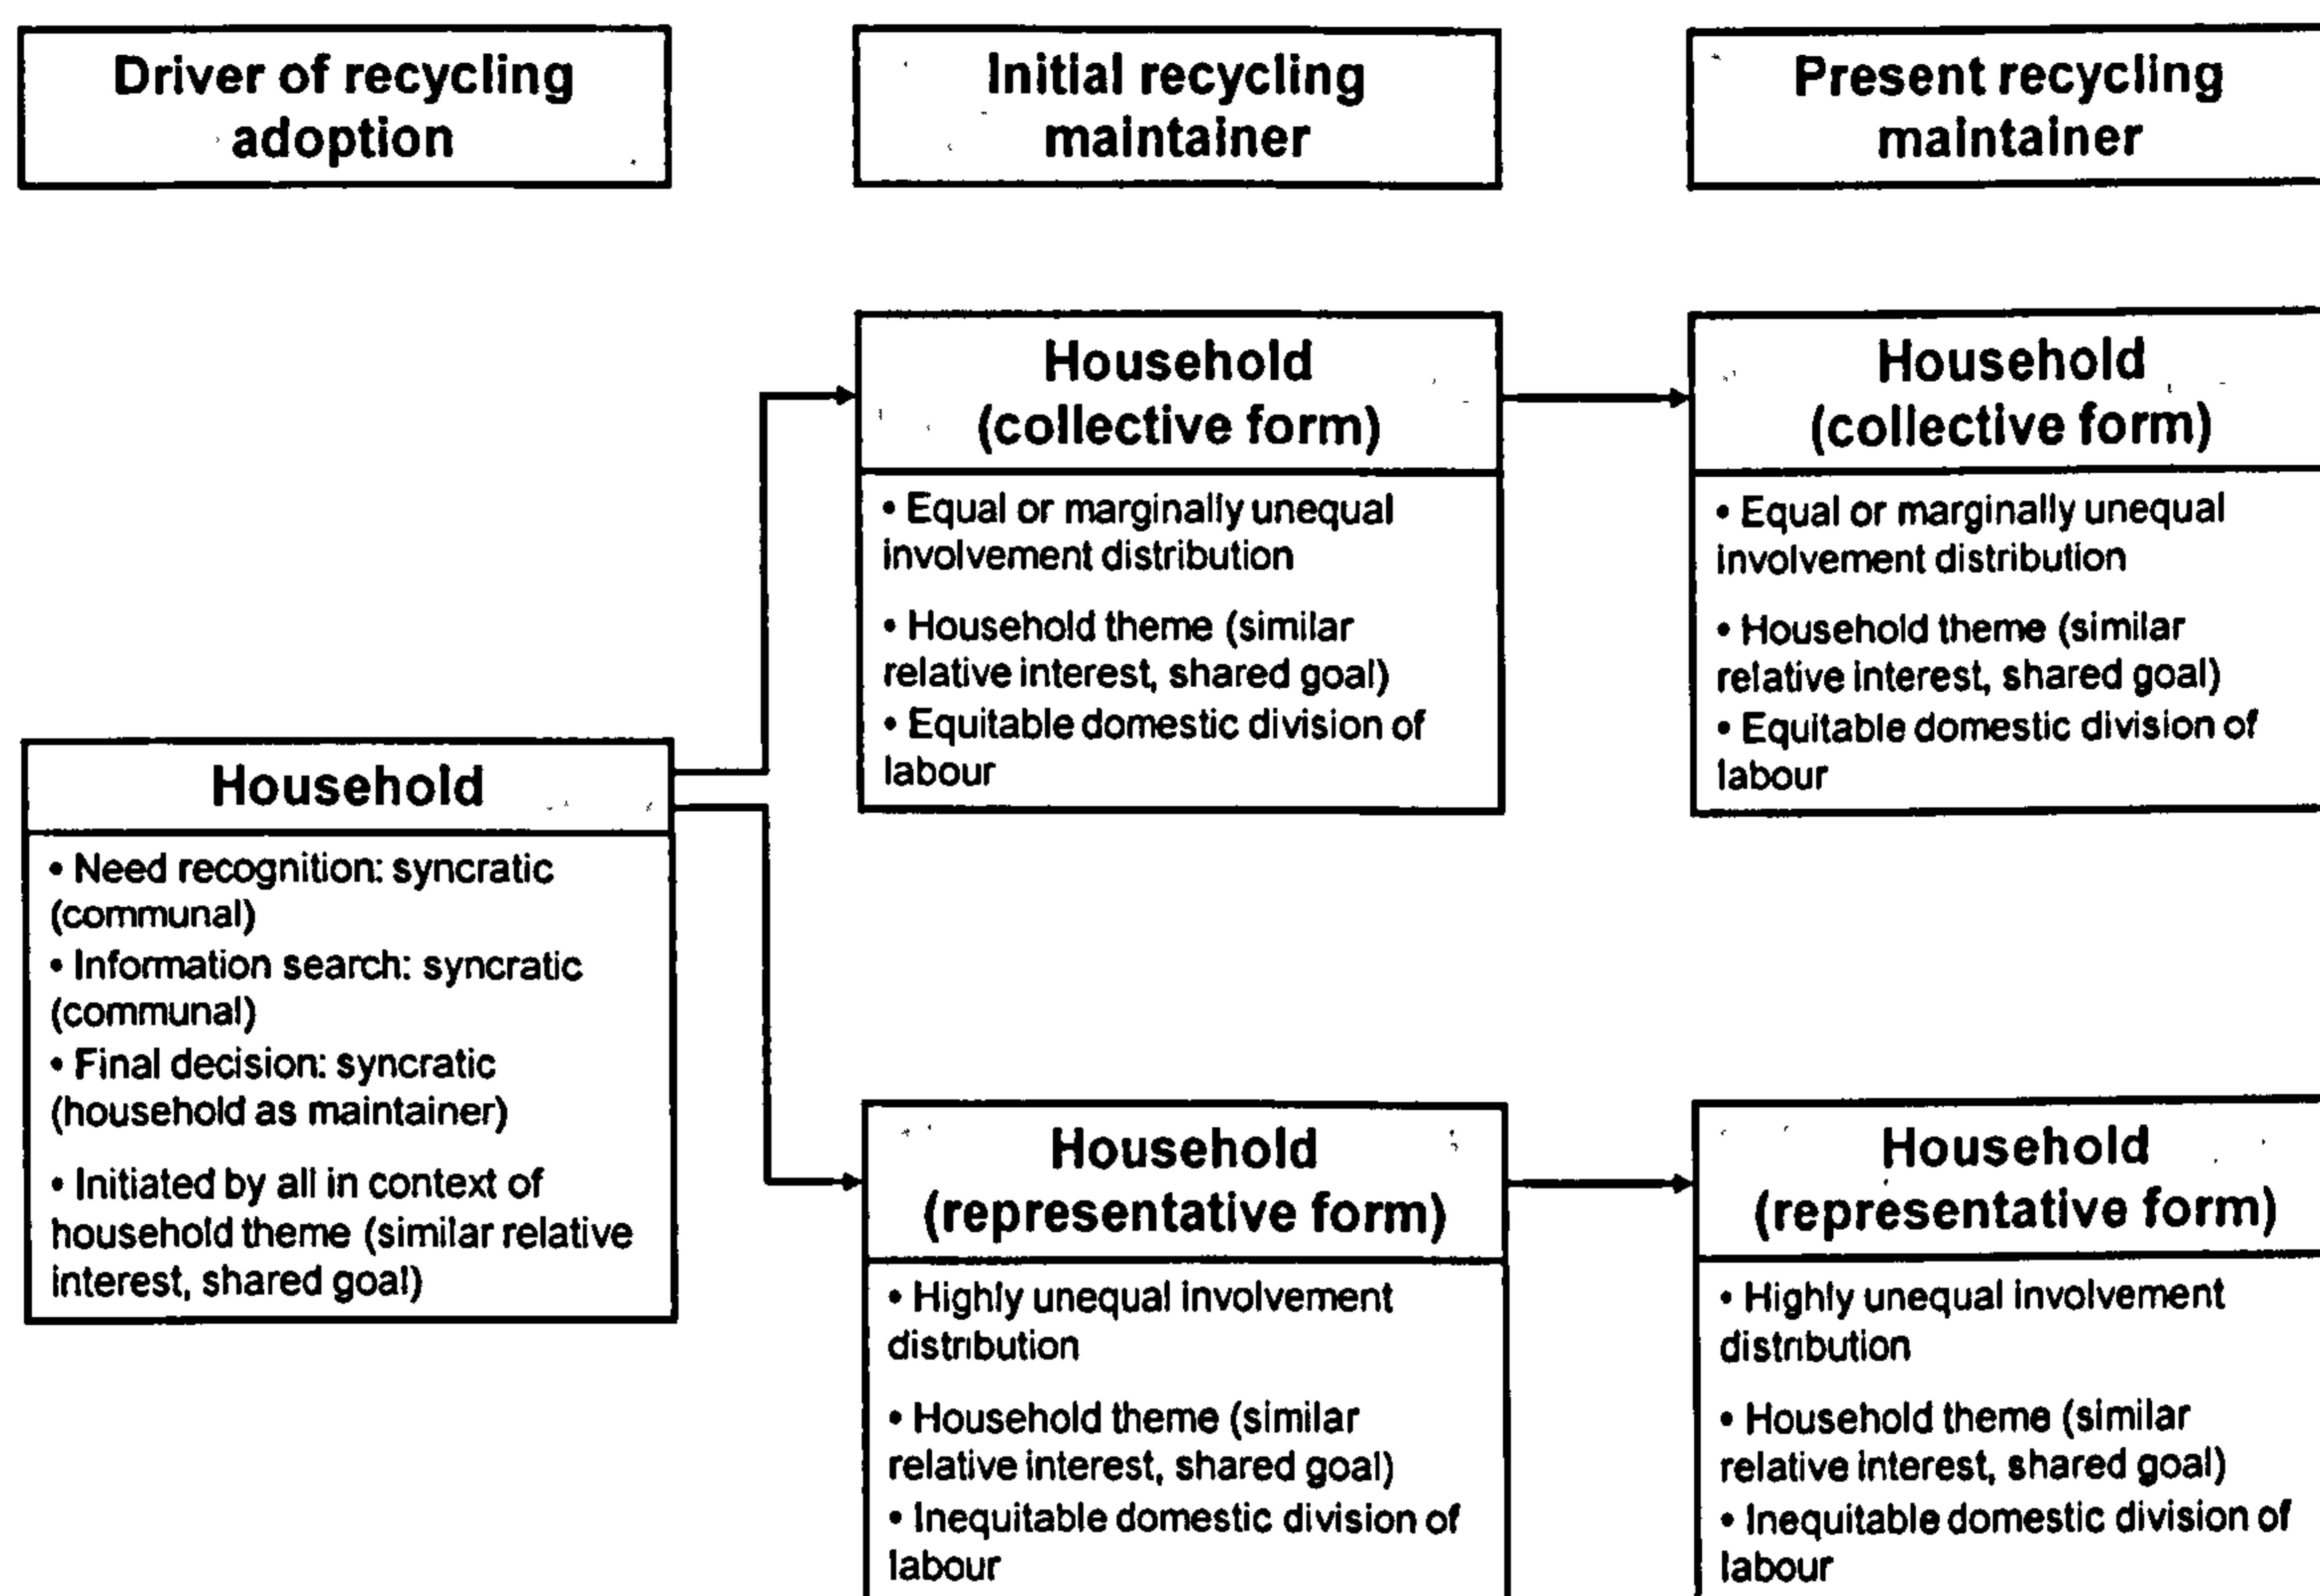 Driver of recycling
adoption
Initial recycling
maintainer
Present recycling
maintainer
Household
• Need recognition: syncratic
(communal)
• Information search: syncratic
(communal)
• Final decision: syncratic
(household as maintainer)
• Initiated by all in context of
household theme (similar relative
interest, shared goal)
Household
(collective form)
• Equal or marginally unequal
involvement distribution
• Household theme (similar
relative interest, shared goal)
• Equitable domestic division of
labour
Household
(collective form)
• Equal or marginally unequal
involvement distribution
• Household theme (similar
relative interest, shared goal)
• Equitable domestic division of
labour
Household
(representative form)
• Highly unequal involvement
distribution
• Household theme (similar
relative interest, shared goal)
• Inequitable domestic division of
labour
Household
(representative form)
• Highly unequal involvement
distribution
• Household theme (similar
relative interest, shared goal)
• Inequitable domestic division of
labour